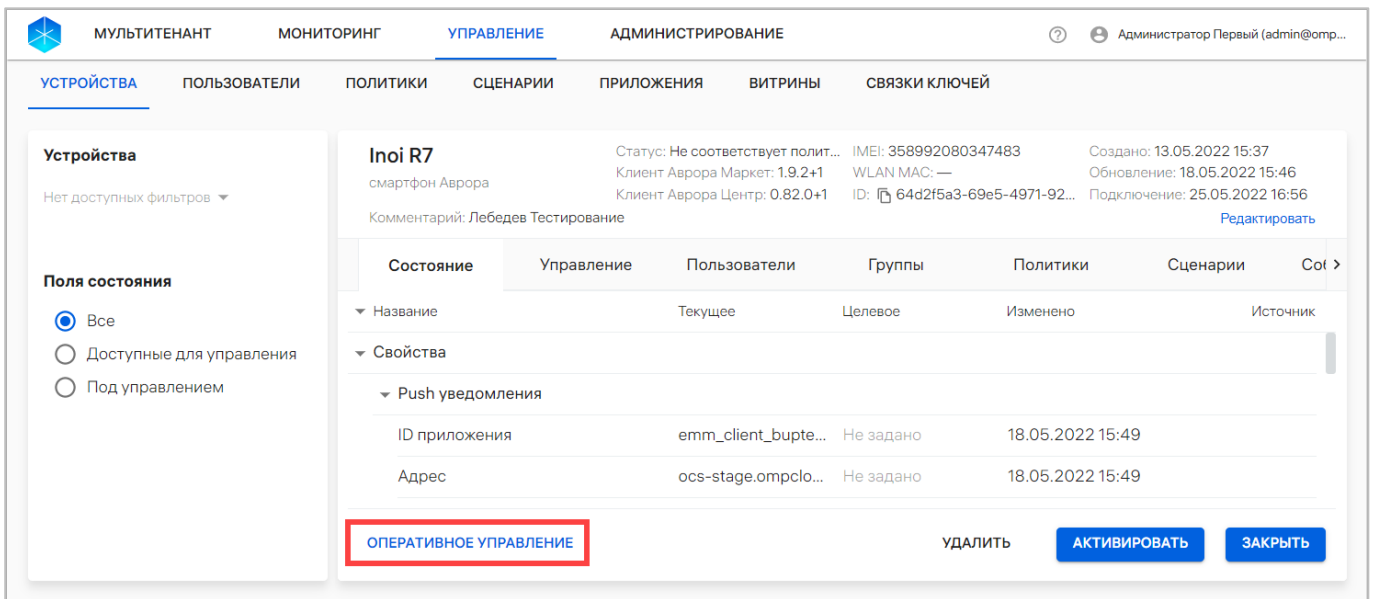 МУЛЬТИТЕНАНТ МОНИТОРИНГ УПРАВЛЕНИЕ АДМИНИСТРИРОВАНИЕ Администратор Первый (admin@omp...
УСТРОЙСТВА ПОЛЬЗОВАТЕЛИ ПОЛИТИКИ СЦЕНАРИИ ПРИЛОЖЕНИЯ ВИТРИНЫ СВЯЗКИ КЛЮЧЕЙ
Устройства
Нет доступных фильтров
Поля состояния
Все
Доступные для управления
Под управлением
Inoi R7
смартфон Аврора
Статус: Не соответствует полит... IMEI: 358992080347483 Создано: 13.05.2022 15:37
Клиент Аврора Маркет: 1.9.2+1 WLAN MAC: — Обновление: 18.05.2022 15:46
Клиент Аврора Центр: 0.82.0+1 ID: 64d2f5a3-69e5-4971-92... Подключение: 25.05.2022 16:56
Комментарий: Лебедев Тестирование Редактировать
Состояние Управление Пользователи Группы Политики Сценарии Соб
Название Текущее Целевое Изменено Источник
Свойства
Push уведомления
ID приложения emm_client_bupte... Не задано 18.05.2022 15:49
Адрес ocs-stage.ompclo... Не задано 18.05.2022 15:49
ОПЕРАТИВНОЕ УПРАВЛЕНИЕ УДАЛИТЬ АКТИВИРОВАТЬ ЗАКРЫТЬ